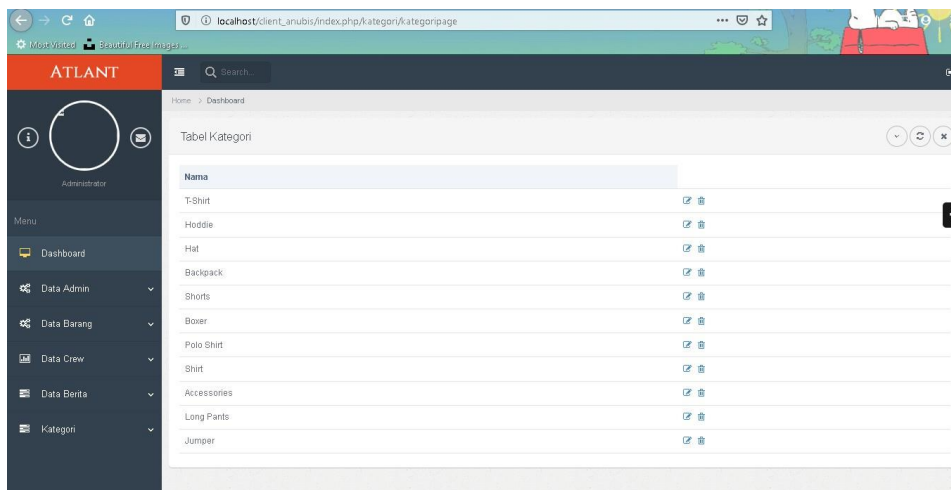 localhost/client_anubis/index.php/kategori/kategoripage
Most Visited Beautiful Free Images ...
ATLANT
Search...
Home > Dashboard
Administrator
Tabel Kategori
Nama
T-Shirt
Hoddie
Hat
Backpack
Shorts
Boxer
Polo Shirt
Shirt
Accessories
Long Pants
Jumper
Menu
Dashboard
Data Admin
Data Barang
Data Crew
Data Berita
Kategori